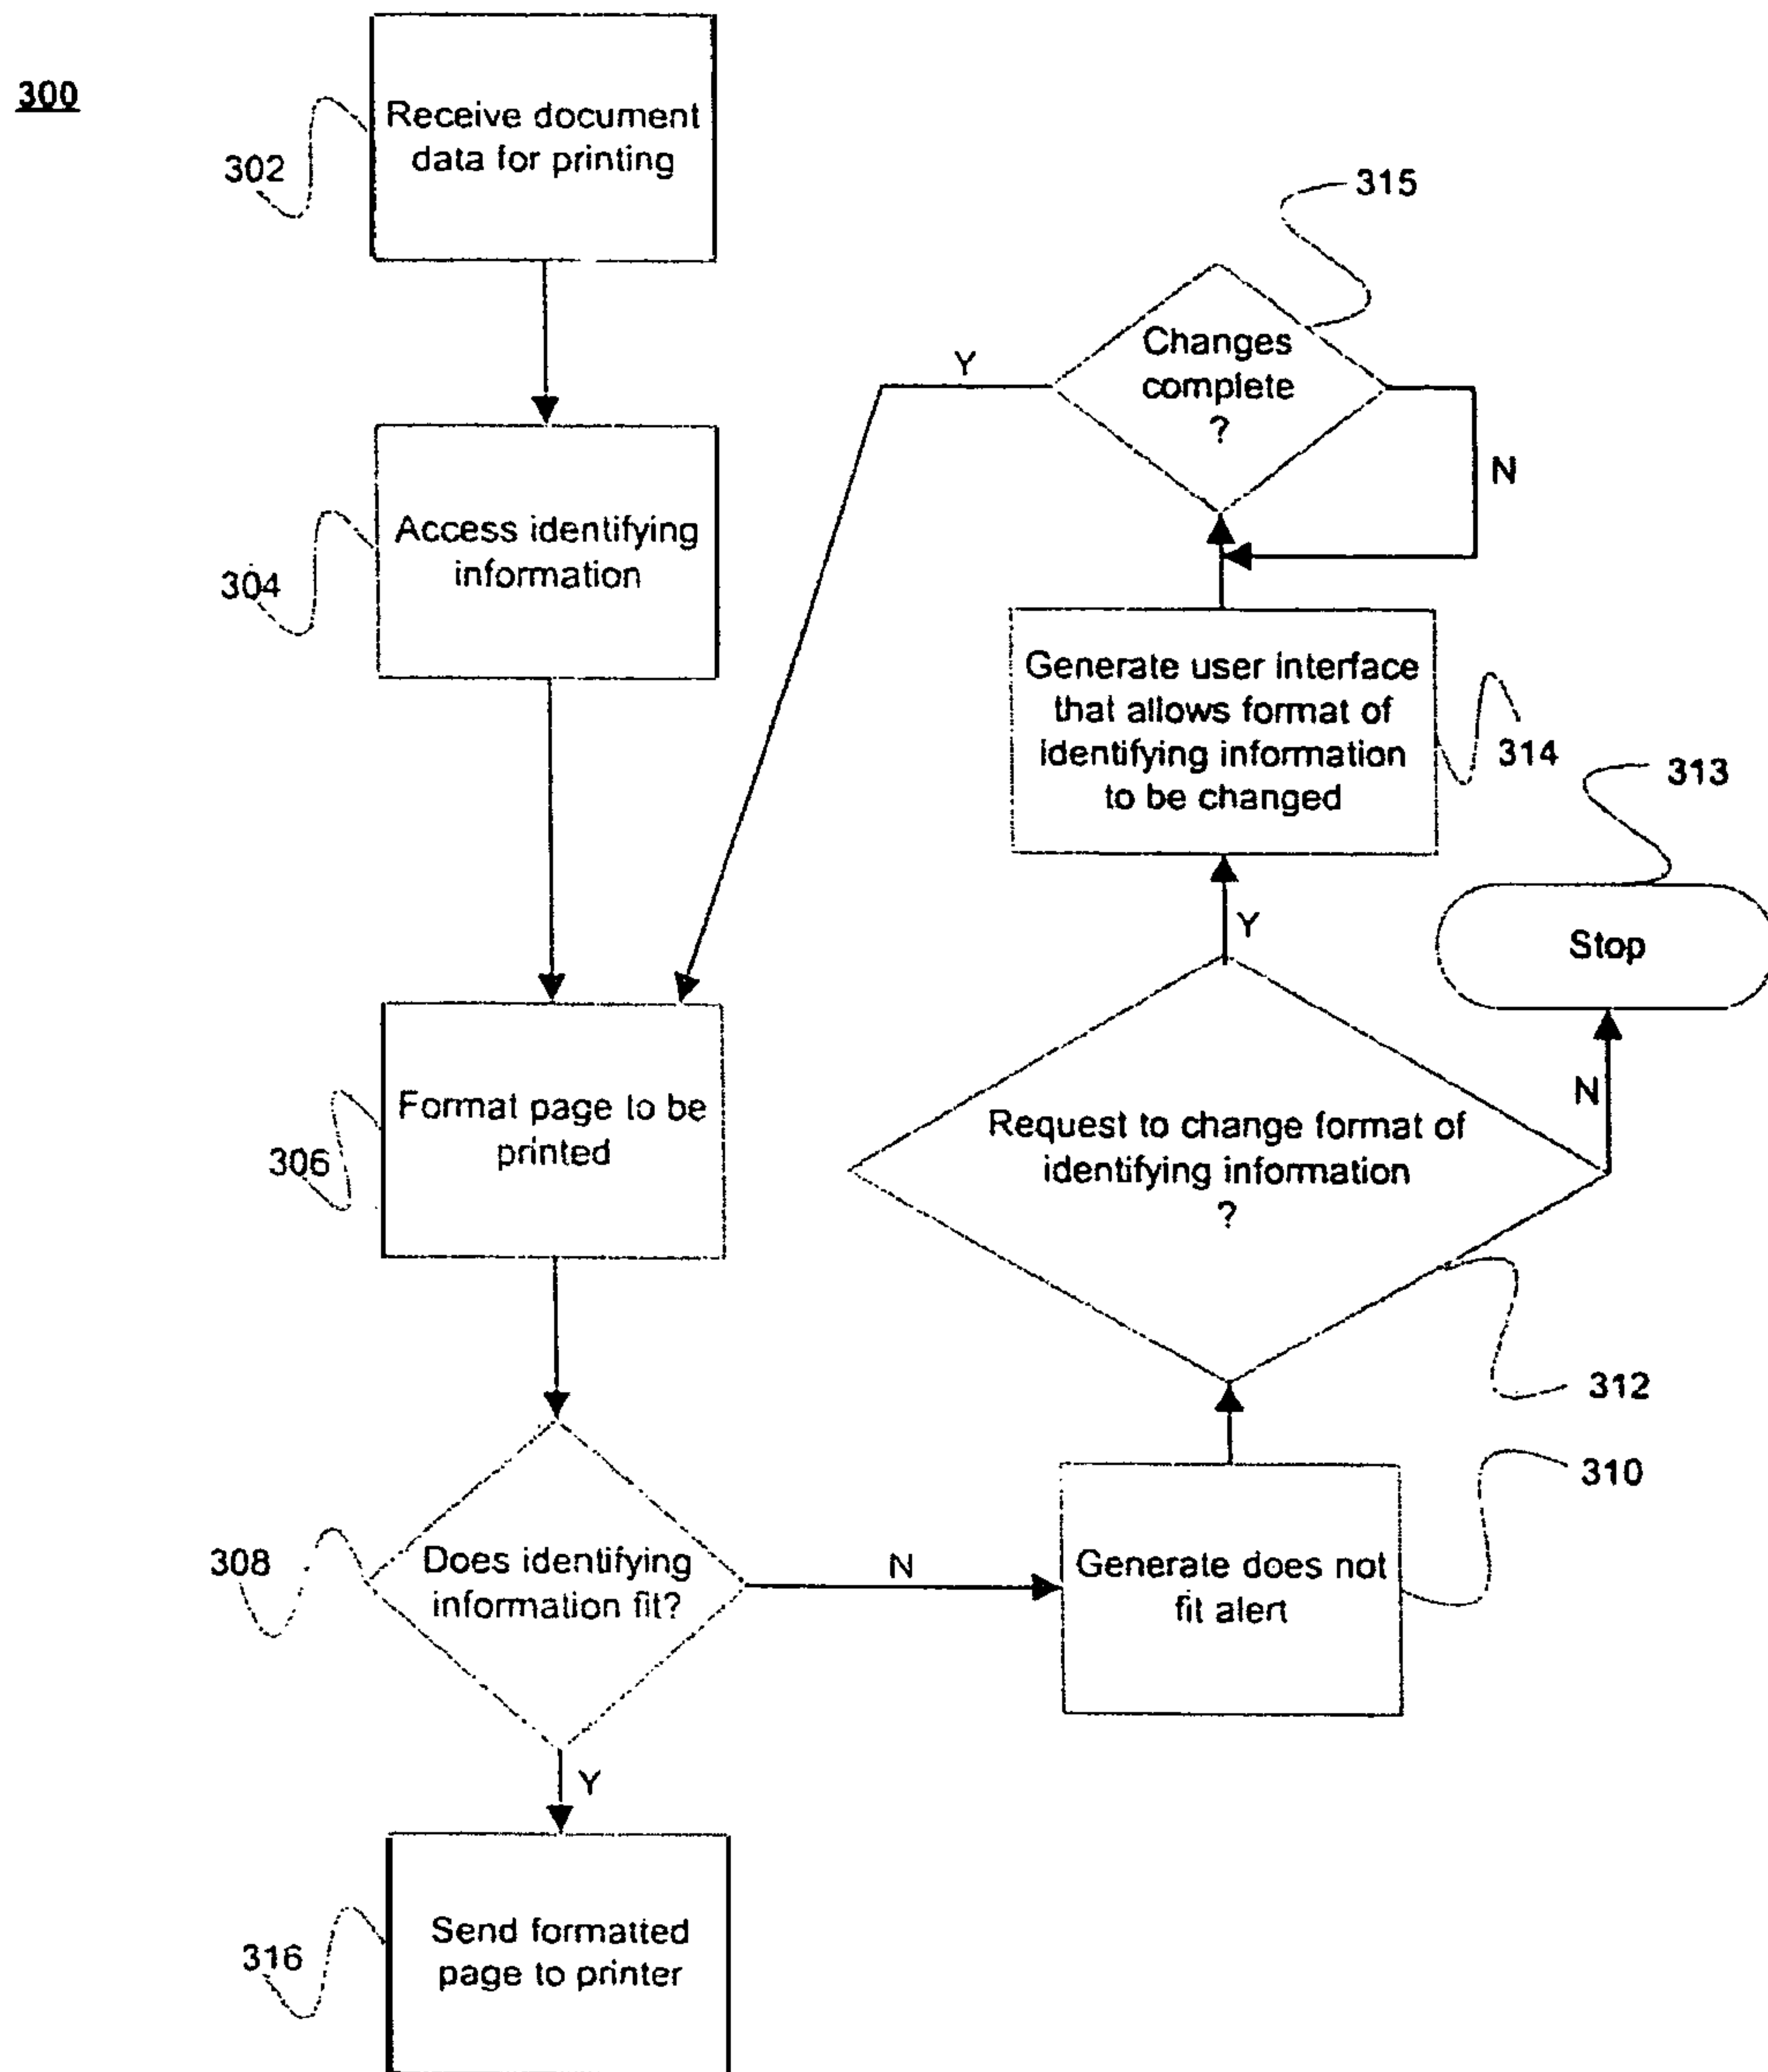 300
Receive document
data for printing
302
Access identifying
information
304
Format page to be
printed
306
Does identifying
information fit?
308
N
Y
Send formatted
page to printer
316
Generate does not
fit alert
310
Request to change format of
identifying information
?
312
N
Stop
313
Y
Generate user interface
that allows format of
identifying information
to be changed
314
Changes
complete
?
315
N
Y